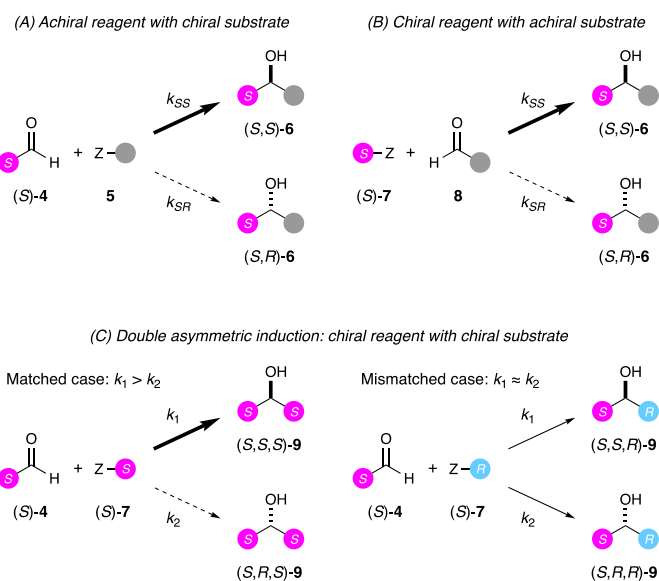 (A) Achiral reagent with chiral substrate
(B) Chiral reagent with achiral substrate
OH
kSS
S
(S,S)-6
O
S
H
+
Z
(S)-4
5
OH
kSR
S
(S,R)-6
OH
kSS
S
(S,S)-6
S
Z
+
O
H
(S)-7
8
OH
kSR
S
(S,R)-6
(C) Double asymmetric induction: chiral reagent with chiral substrate
Matched case: k1 > k2
OH
k1
S
S
(S,S,S)-9
O
S
H
+
Z
S
(S)-4
(S)-7
OH
k2
S
S
(S,R,S)-9
Mismatched case: k1 ≈ k2
OH
k1
S
R
(S,S,R)-9
O
S
H
+
Z
R
(S)-4
(S)-7
OH
k2
S
R
(S,R,R)-9